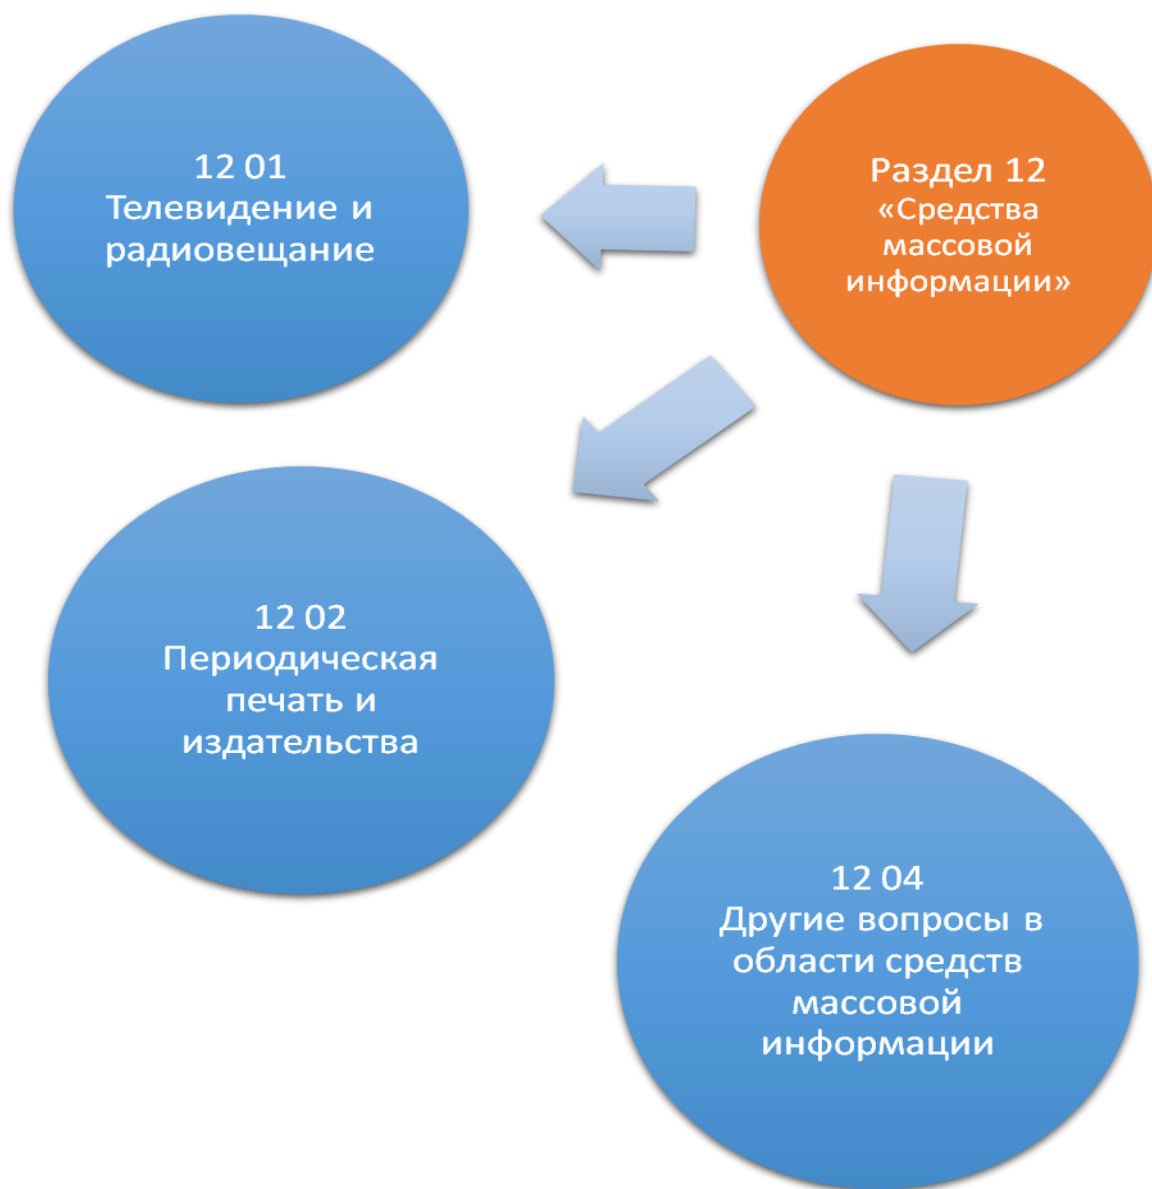 12 01
Телевидение и
радиовещание
Раздел 12
«Средства
массовой
информации»
12 02
Периодическая
печать и
издательства
12 04
Другие вопросы в
области средств
массовой
информации